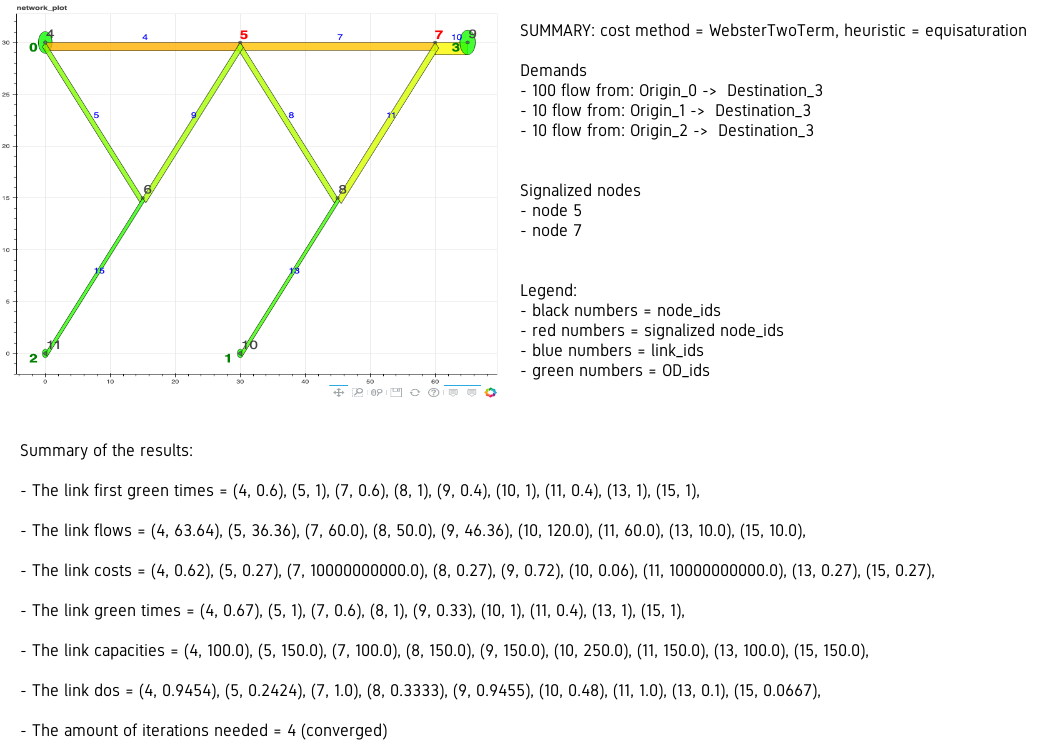 network_plot
SUMMARY: cost method = WebsterTwoTerm, heuristic = equisaturation
Demands
- 100 flow from: Origin_0 -> Destination_3
- 10 flow from: Origin_1 -> Destination_3
- 10 flow from: Origin_2 -> Destination_3
Signalized nodes
- node 5
- node 7
Legend:
- black numbers = node_ids
- red numbers = signalized node_ids
- blue numbers = link_ids
- green numbers = OD_ids
30
25
20
15
10
5
0
0 10 20 30 40 50 60
4 4 5 7 7 10 9
0 3
5 9 8 11
6 8
15 13
11 10
2 1
Summary of the results:
- The link first green times = (4, 0.6), (5, 1), (7, 0.6), (8, 1), (9, 0.4), (10, 1), (11, 0.4), (13, 1), (15, 1),
- The link flows = (4, 63.64), (5, 36.36), (7, 60.0), (8, 50.0), (9, 46.36), (10, 120.0), (11, 60.0), (13, 10.0), (15, 10.0),
- The link costs = (4, 0.62), (5, 0.27), (7, 10000000000.0), (8, 0.27), (9, 0.72), (10, 0.06), (11, 10000000000.0), (13, 0.27), (15, 0.27),
- The link green times = (4, 0.67), (5, 1), (7, 0.6), (8, 1), (9, 0.33), (10, 1), (11, 0.4), (13, 1), (15, 1),
- The link capacities = (4, 100.0), (5, 150.0), (7, 100.0), (8, 150.0), (9, 150.0), (10, 250.0), (11, 150.0), (13, 100.0), (15, 150.0),
- The link dos = (4, 0.9454), (5, 0.2424), (7, 1.0), (8, 0.3333), (9, 0.9455), (10, 0.48), (11, 1.0), (13, 0.1), (15, 0.0667),
- The amount of iterations needed = 4 (converged)